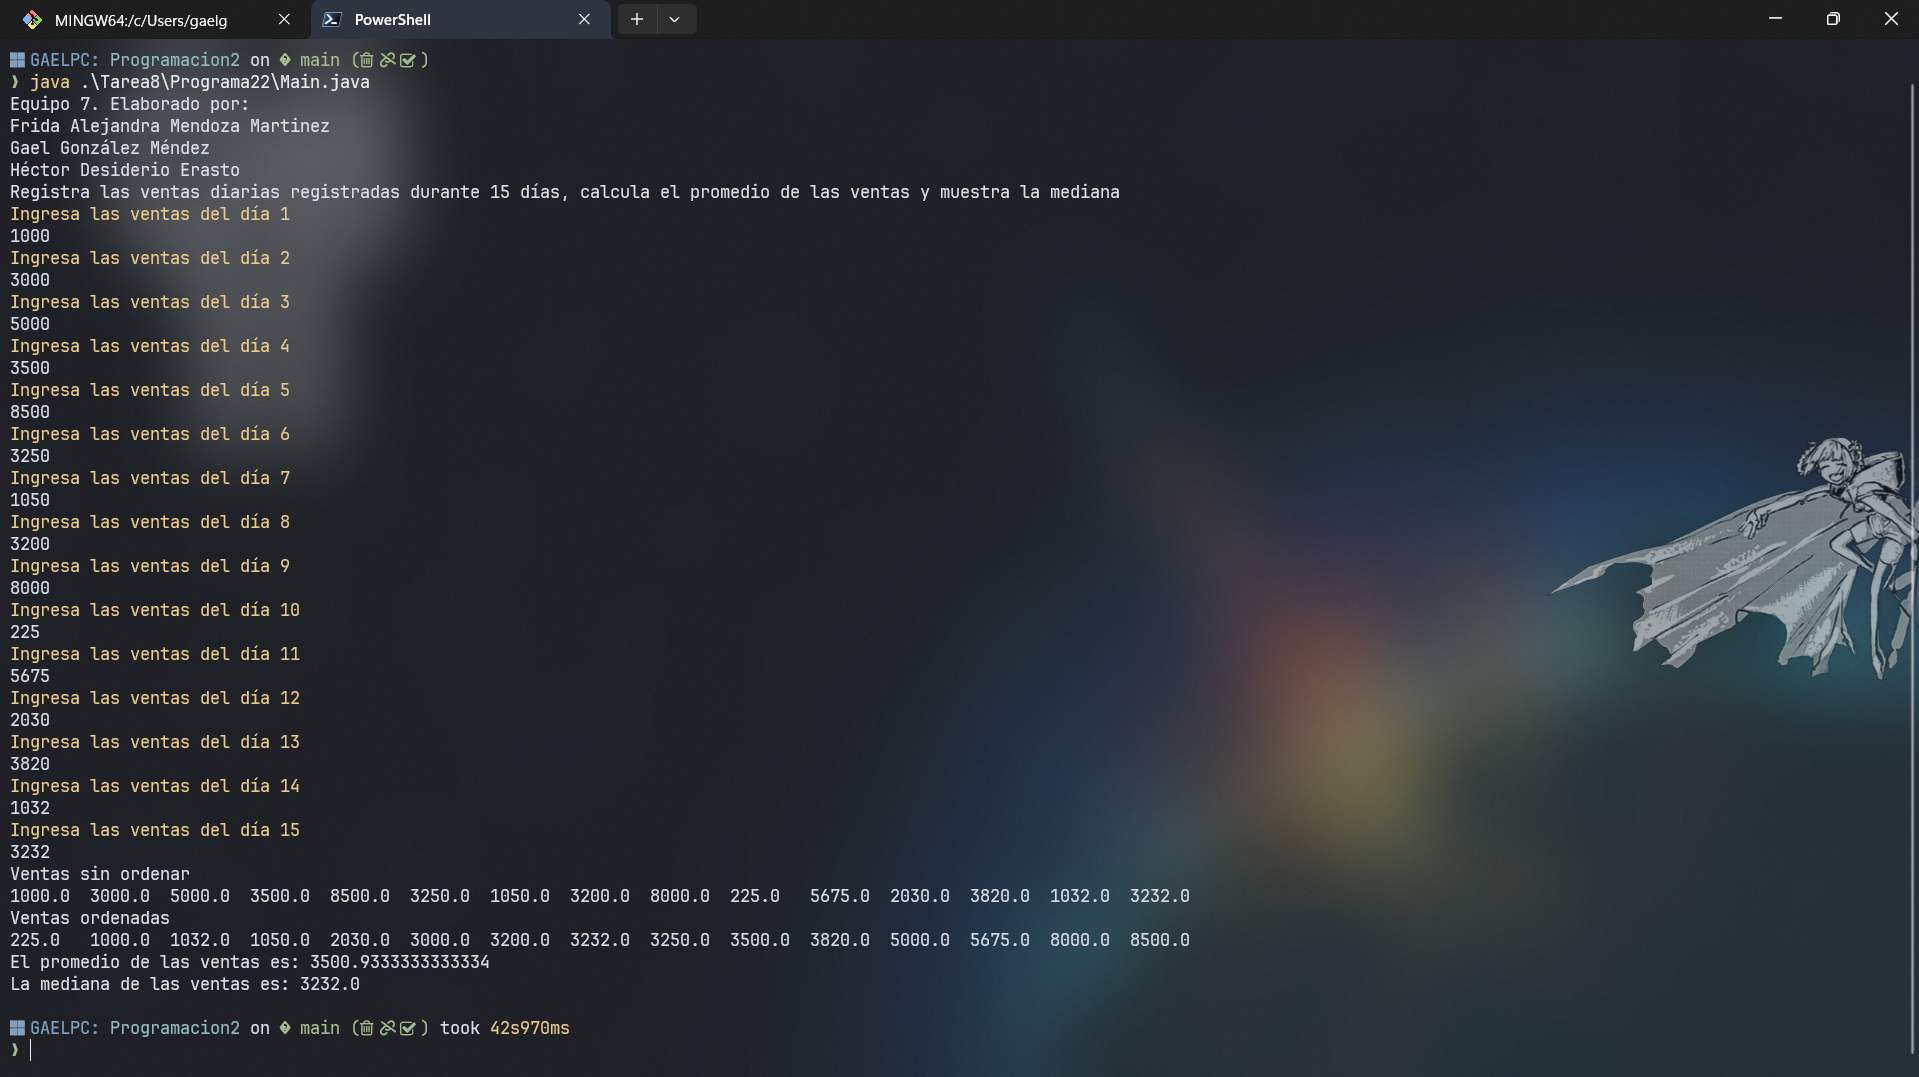 MINGW64:/c/Users/gaelg
PowerShell
GAELPC: Programacion2 on main ( )
❯ java .\Tarea8\Programa22\Main.java
Equipo 7. Elaborado por:
Frida Alejandra Mendoza Martinez
Gael González Méndez
Héctor Desiderio Erasto
Registra las ventas diarias registradas durante 15 días, calcula el promedio de las ventas y muestra la mediana
Ingresa las ventas del día 1
1000
Ingresa las ventas del día 2
3000
Ingresa las ventas del día 3
5000
Ingresa las ventas del día 4
3500
Ingresa las ventas del día 5
8500
Ingresa las ventas del día 6
3250
Ingresa las ventas del día 7
1050
Ingresa las ventas del día 8
3200
Ingresa las ventas del día 9
8000
Ingresa las ventas del día 10
225
Ingresa las ventas del día 11
5675
Ingresa las ventas del día 12
2030
Ingresa las ventas del día 13
3820
Ingresa las ventas del día 14
1032
Ingresa las ventas del día 15
3232
Ventas sin ordenar
1000.0 3000.0 5000.0 3500.0 8500.0 3250.0 1050.0 3200.0 8000.0 225.0 5675.0 2030.0 3820.0 1032.0 3232.0
Ventas ordenadas
225.0 1000.0 1032.0 1050.0 2030.0 3000.0 3200.0 3232.0 3250.0 3500.0 3820.0 5000.0 5675.0 8000.0 8500.0
El promedio de las ventas es: 3500.9333333333334
La mediana de las ventas es: 3232.0
GAELPC: Programacion2 on main ( ) took 42s970ms
❯